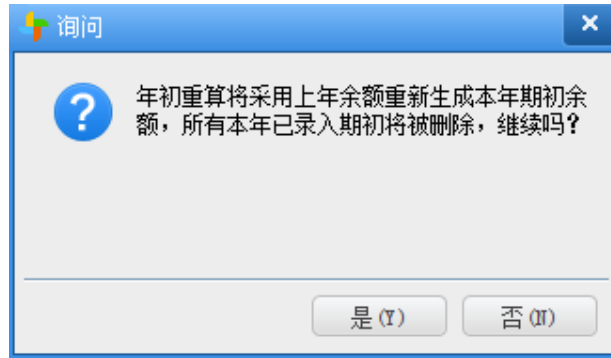 询问
年初重算将采用上年余额重新生成本年期初余
额，所有本年已录入期初将被删除，继续吗？
是(Y)
否(N)